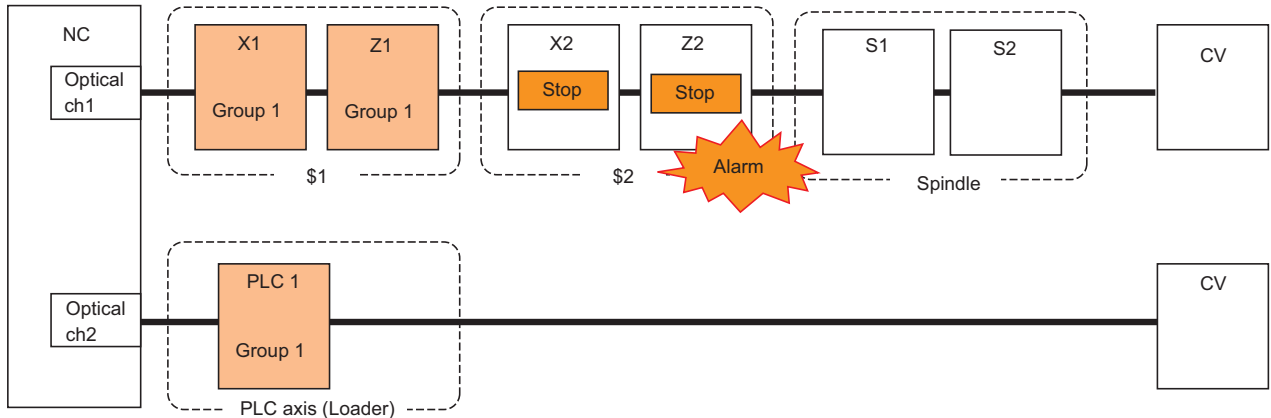 NC
Optical
ch1
X1
Group 1
Z1
Group 1
$1
X2
Stop
Z2
Stop
Alarm
$2
S1
S2
Spindle
CV
Optical
ch2
PLC 1
Group 1
PLC axis (Loader)
CV